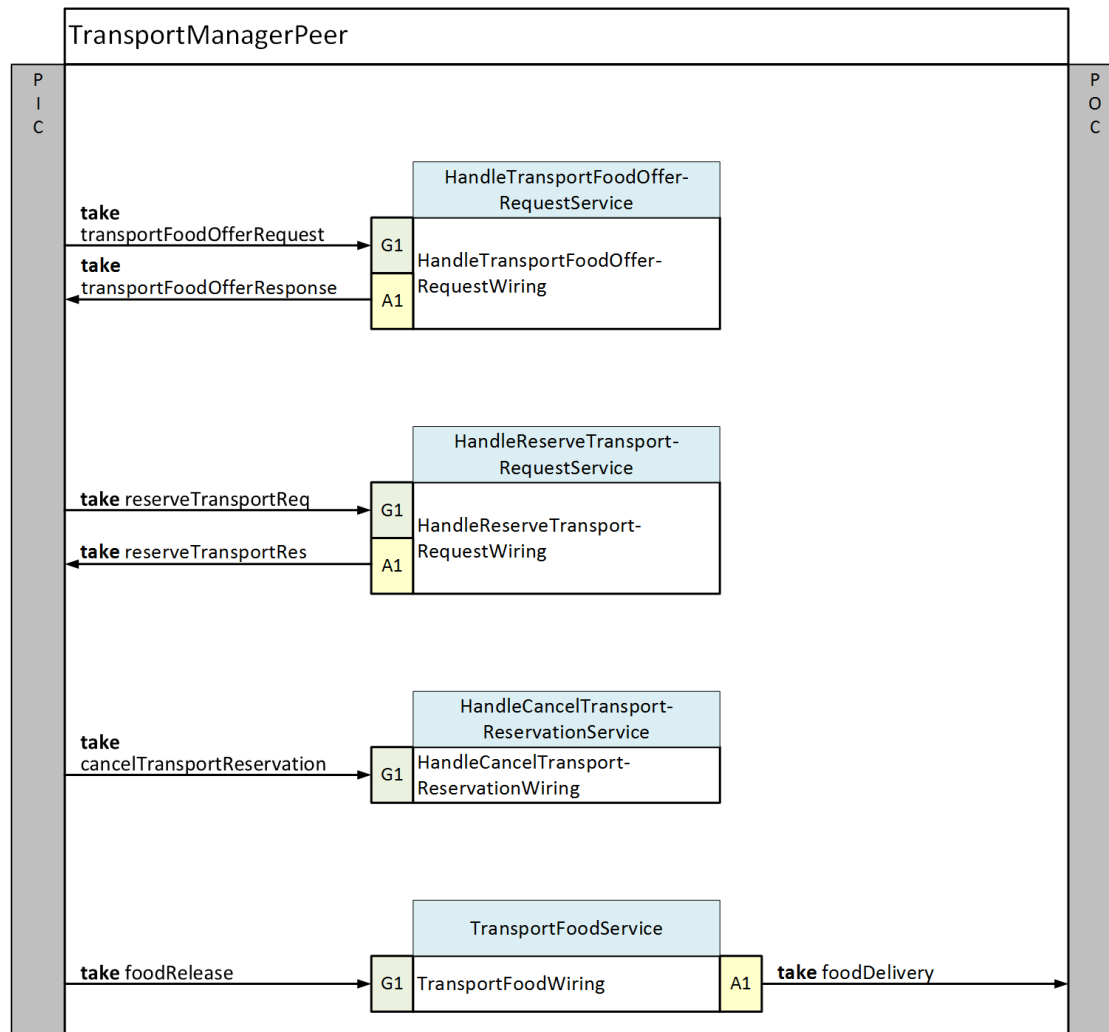 TransportManagerPeer
P
I
C
P
O
C
HandleTransportFoodOffer-
RequestService
take
transportFoodOfferRequest
G1
HandleTransportFoodOffer-
RequestWiring
take
transportFoodOfferResponse
A1
HandleReserveTransport-
RequestService
take reserveTransportReq
G1
HandleReserveTransport-
RequestWiring
take reserveTransportRes
A1
HandleCancelTransport-
ReservationService
take
cancelTransportReservation
G1
HandleCancelTransport-
ReservationWiring
TransportFoodService
take foodRelease
G1
TransportFoodWiring
A1
take foodDelivery